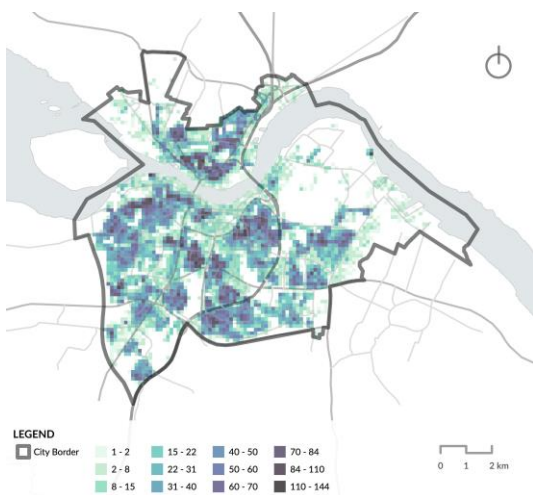 LEGEND
City Border
1 - 2
2 - 8
8 - 15
15 - 22
22 - 31
31 - 40
40 - 50
50 - 60
60 - 70
70 - 84
84 - 110
110 - 144
0 1 2 km